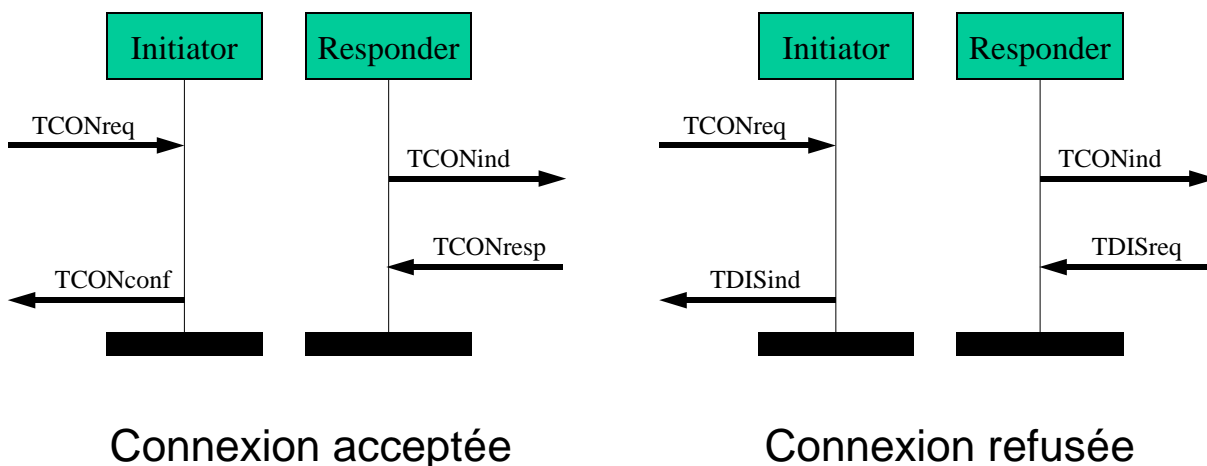 Initiator
Responder
TCONreq
TCONind
TCONresp
TCONconf
Connexion acceptée
Initiator
Responder
TCONreq
TCONind
TDISreq
TDISind
Connexion refusée